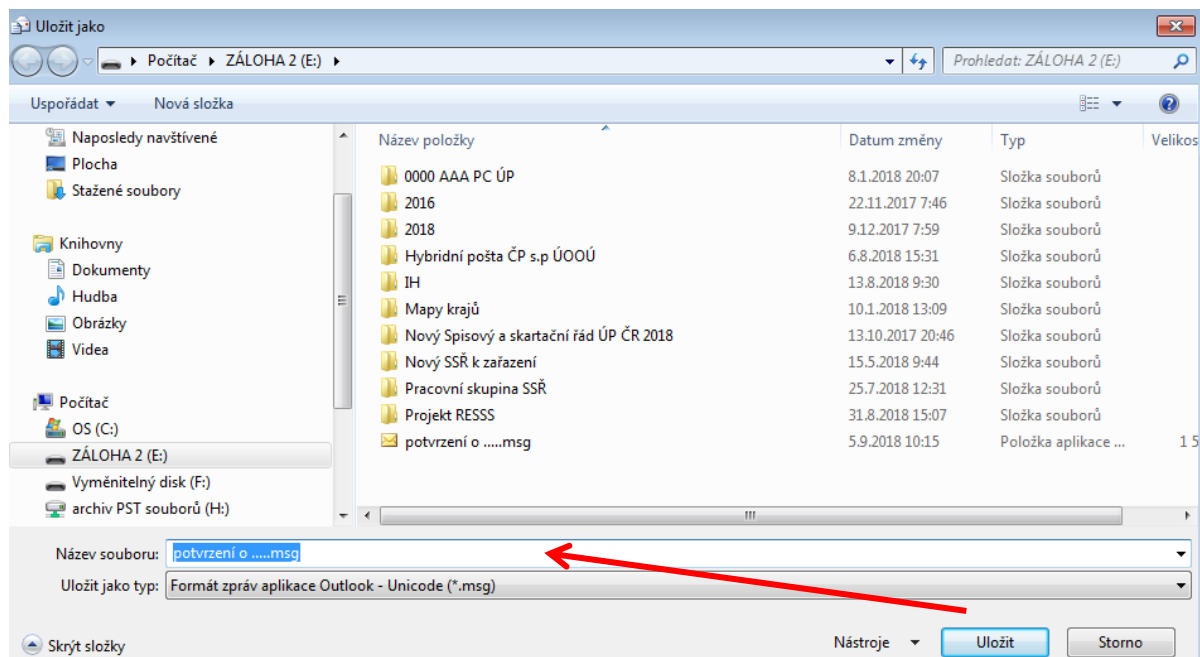 Uložit jako
Počítač ▸ ZÁLOHA 2 (E:) ▸
Prohledat: ZÁLOHA 2 (E:)
Uspořádat
Nová složka
Naposledy navštívené
Plocha
Stažené soubory
Knihovny
Dokumenty
Hudba
Obrázky
Videa
Počítač
OS (C:)
ZÁLOHA 2 (E:)
Vyměnitelný disk (F:)
archiv PST souborů (H:)
Název položky Datum změny Typ Velikos
0000 AAA PC ÚP 8.1.2018 20:07 Složka souborů
2016 22.11.2017 7:46 Složka souborů
2018 9.12.2017 7:59 Složka souborů
Hybridní pošta ČP s.p ÚOOÚ 6.8.2018 15:31 Složka souborů
IH 13.8.2018 9:30 Složka souborů
Mapy krajů 10.1.2018 13:09 Složka souborů
Nový Spisový a skartační řád ÚP ČR 2018 13.10.2017 20:46 Složka souborů
Nový SSŘ k zařazení 15.5.2018 9:44 Složka souborů
Pracovní skupina SSŘ 25.7.2018 12:31 Složka souborů
Projekt RESSS 31.8.2018 15:07 Složka souborů
potvrzení o .....msg 5.9.2018 10:15 Položka aplikace ... 1 5
Název souboru: potvrzení o .....msg
Uložit jako typ: Formát zpráv aplikace Outlook - Unicode (*.msg)
Skrýt složky
Nástroje
Uložit
Storno